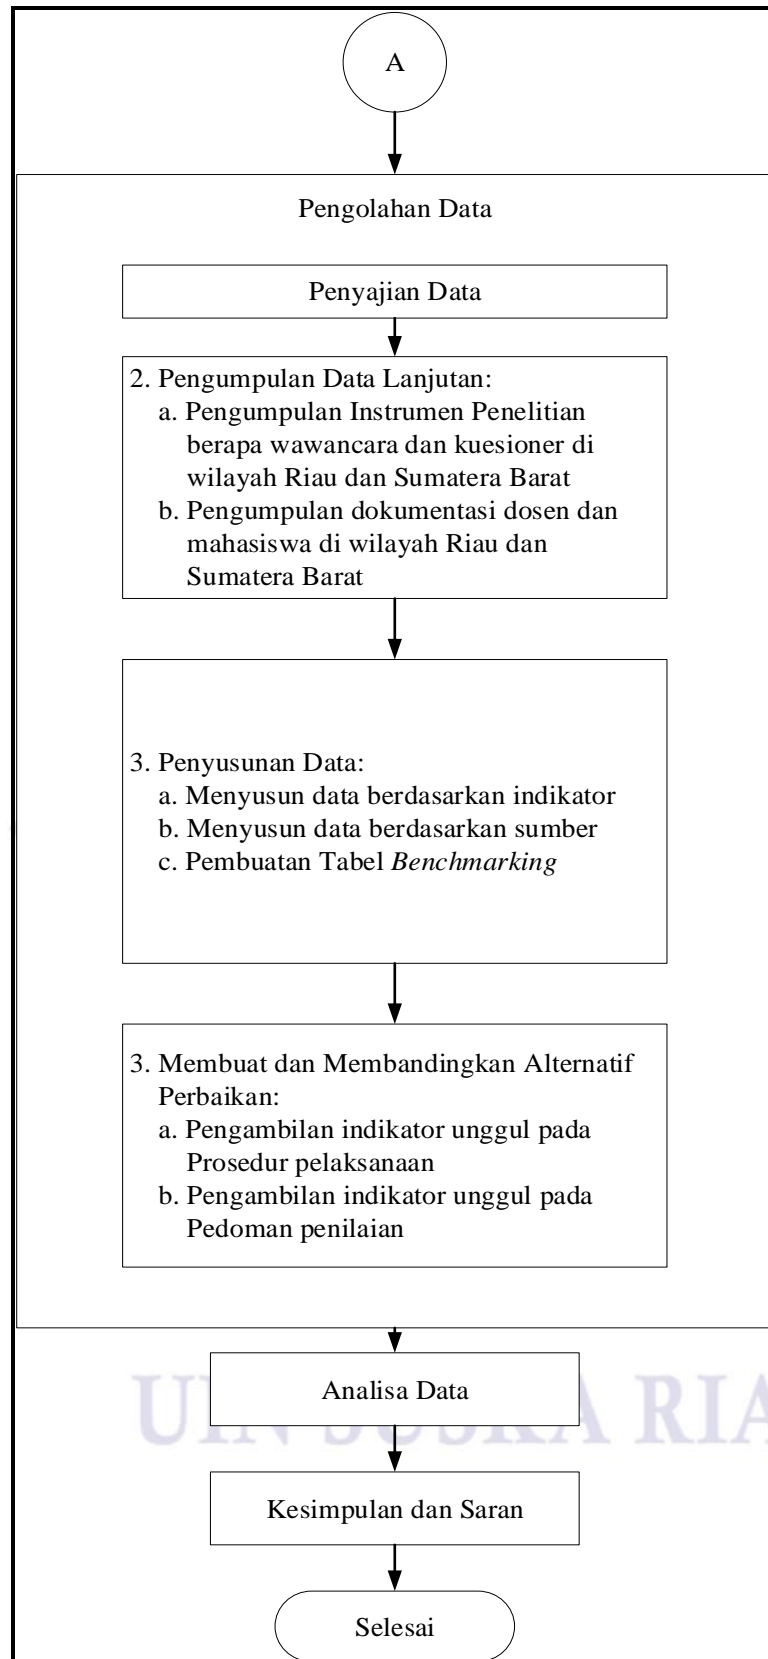 A
Pengolahan Data
Penyajian Data
2. Pengumpulan Data Lanjutan:
a. Pengumpulan Instrumen Penelitian
berapa wawancara dan kuesioner di
wilayah Riau dan Sumatera Barat
b. Pengumpulan dokumentasi dosen dan
mahasiswa di wilayah Riau dan
Sumatera Barat
3. Penyusunan Data:
a. Menyusun data berdasarkan indikator
b. Menyusun data berdasarkan sumber
c. Pembuatan Tabel Benchmarking
3. Membuat dan Membandingkan Alternatif
Perbaikan:
a. Pengambilan indikator unggul pada
Prosedur pelaksanaan
b. Pengambilan indikator unggul pada
Pedoman penilaian
Analisa Data
UIN SUSKA RIA
Kesimpulan dan Saran
Selesai